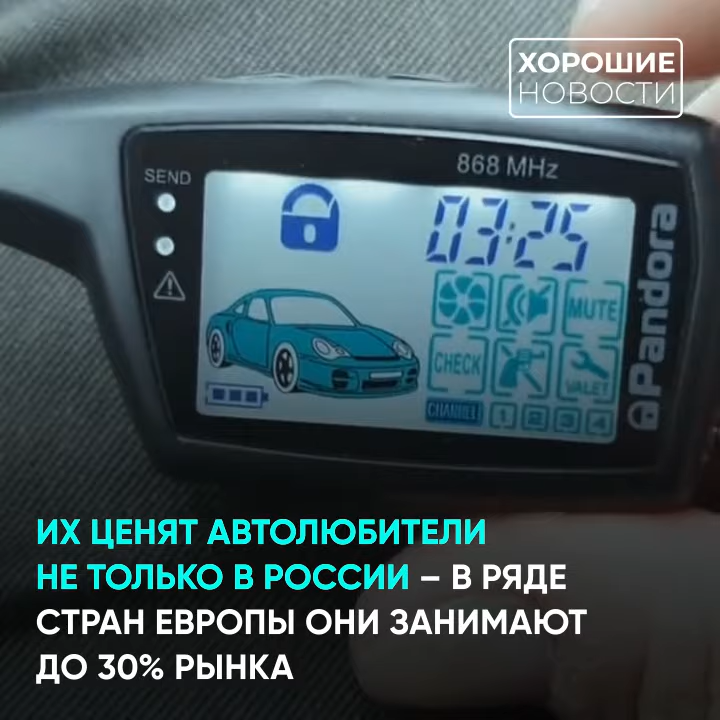 ХОРОШИЕ
НОВОСТИ
868 MHz
SEND
03:25
Pandora
MUTE
CHECK
VALET
CHANNEL 1 2 3 4
ИХ ЦЕНЯТ АВТОЛЮБИТЕЛИ
НЕ ТОЛЬКО В РОССИИ – В РЯДЕ
СТРАН ЕВРОПЫ ОНИ ЗАНИМАЮТ
ДО 30% РЫНКА